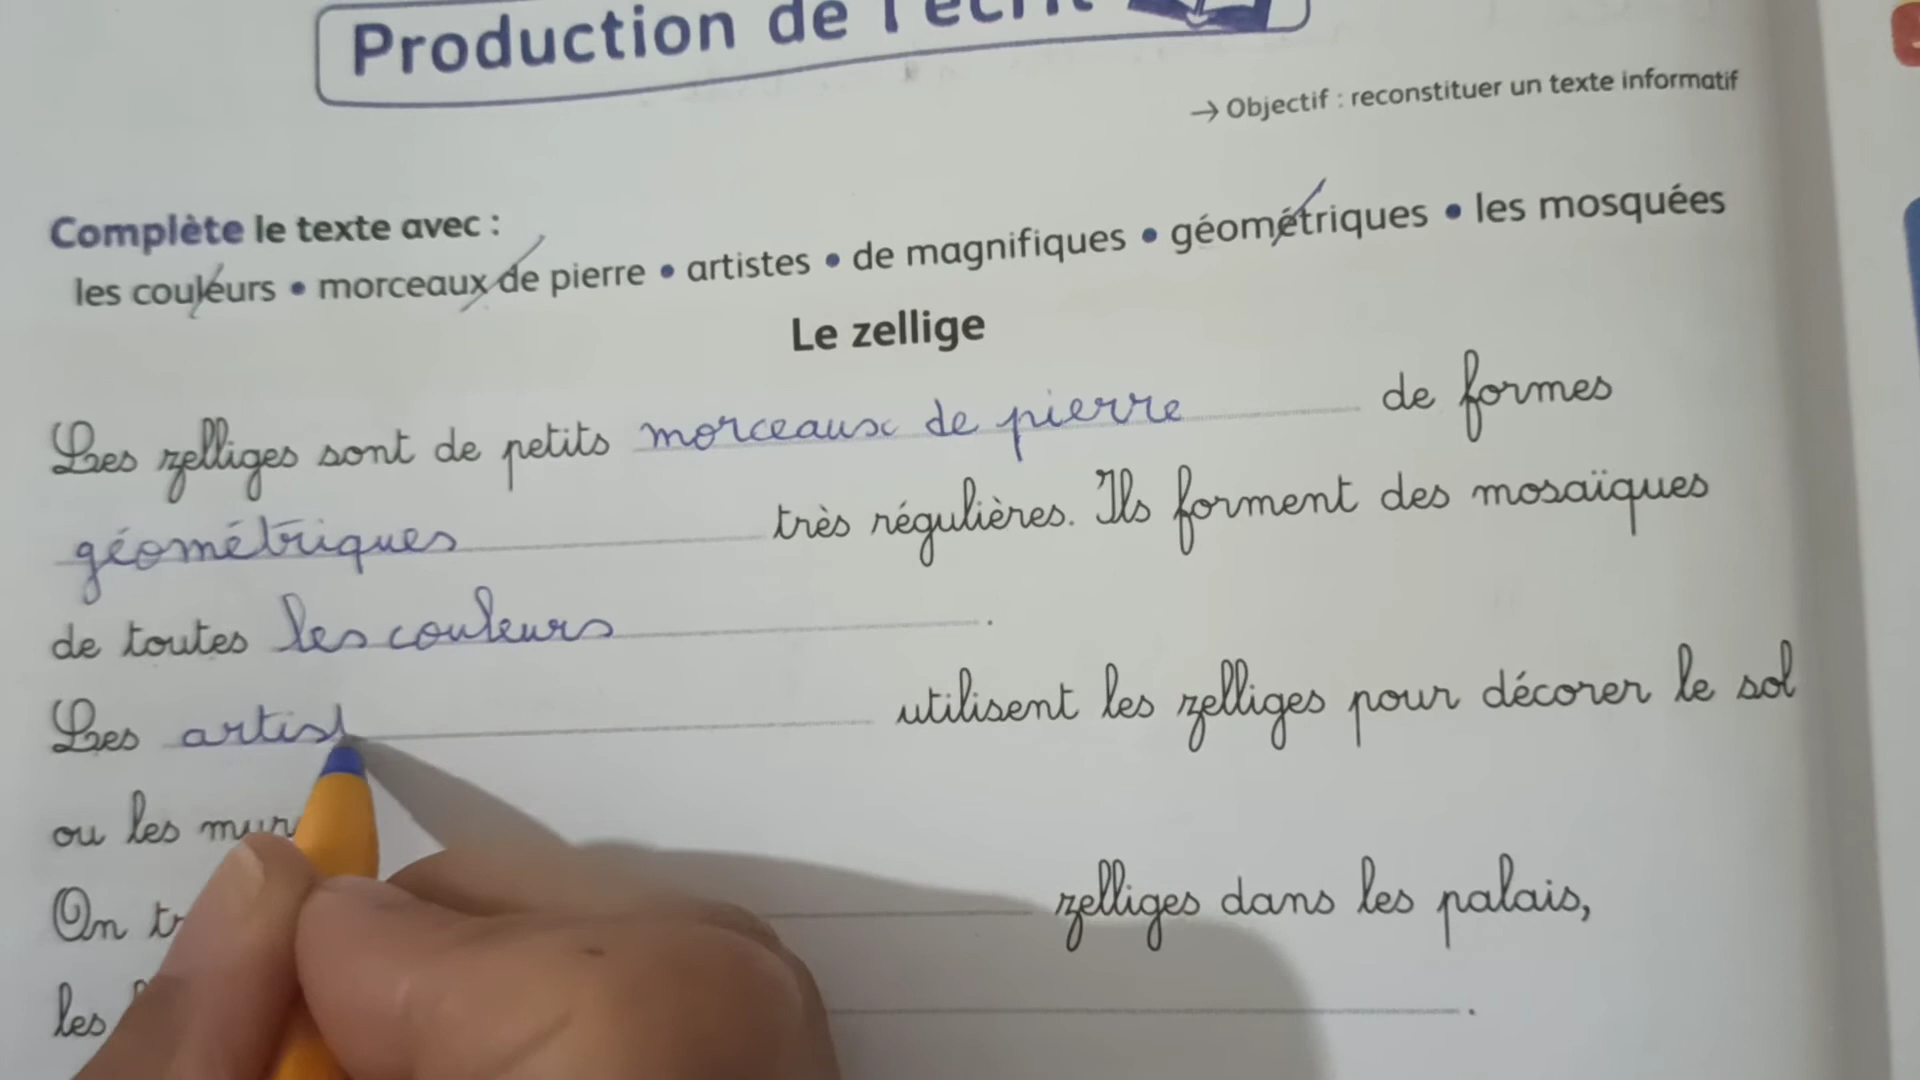 Production de l'écrit
→ Objectif : reconstituer un texte informatif
Complète le texte avec :
les couleurs • morceaux de pierre • artistes • de magnifiques • géométriques • les mosquées
Le zellige
Les zelliges sont de petits morceaux de pierre de formes
géométriques très régulières. Ils forment des mosaïques
de toutes les couleurs .
Les artist utilisent les zelliges pour décorer le sol
ou les mur
On zelliges dans les palais,
les .